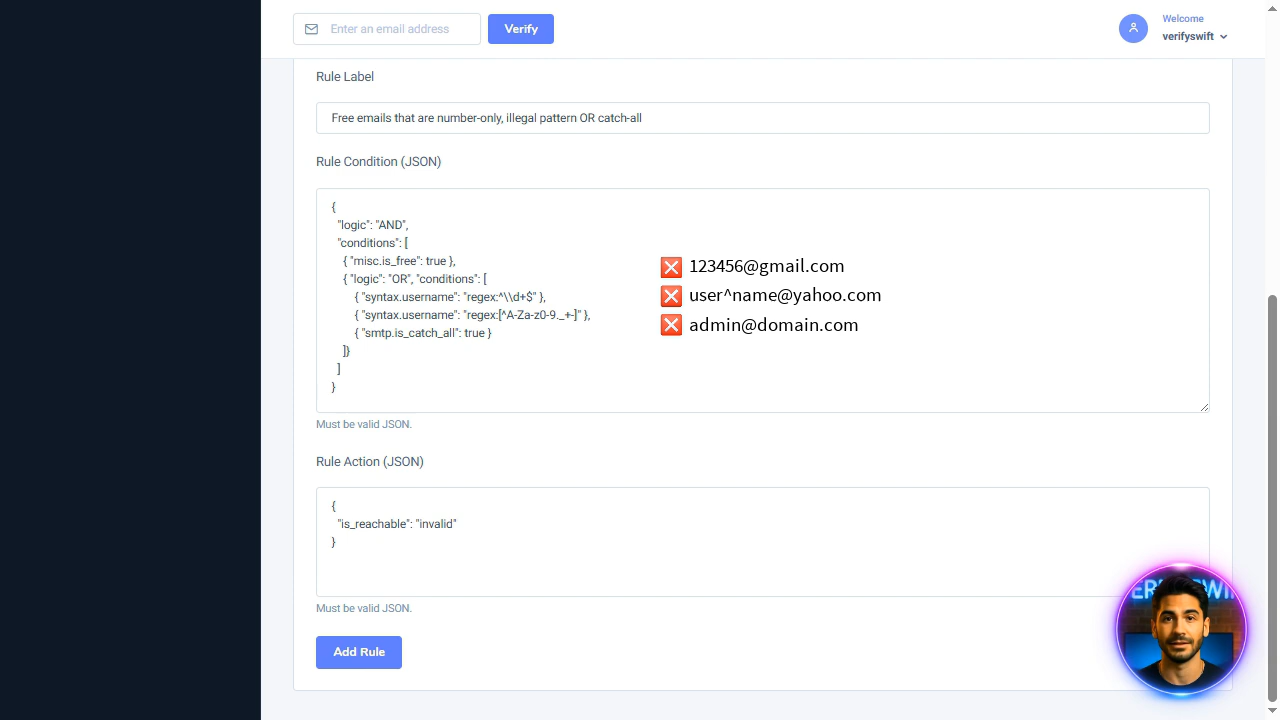 Enter an email address
Verify
Welcome
verifyswift
Rule Label
Free emails that are number-only, illegal pattern OR catch-all
Rule Condition (JSON)
{
"logic": "AND",
"conditions": [
{ "misc.is_free": true },
{ "logic": "OR", "conditions": [
{ "syntax.username": "regex:^\\d+$" },
{ "syntax.username": "regex:[^A-Za-z0-9._+-]" },
{ "smtp.is_catch_all": true }
]}
]
}
123456@gmail.com
user^name@yahoo.com
admin@domain.com
Must be valid JSON.
Rule Action (JSON)
{
"is_reachable": "invalid"
}
Must be valid JSON.
Add Rule